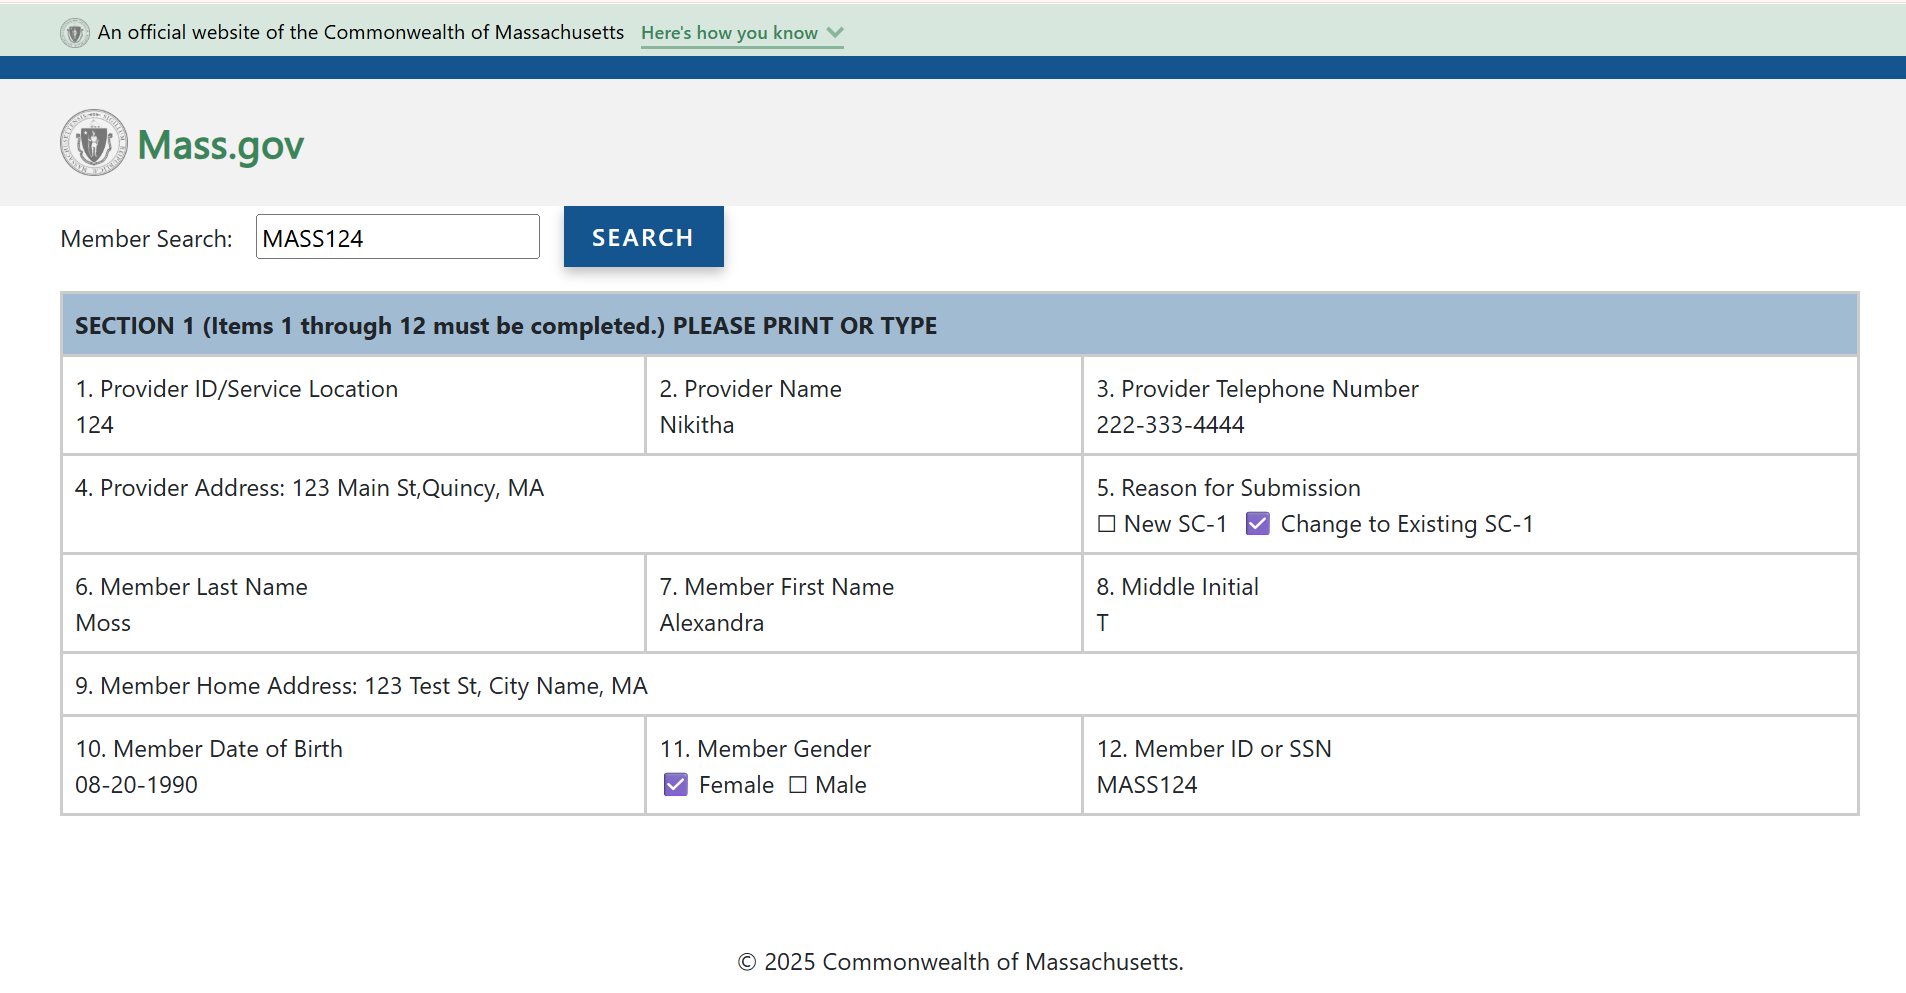 An official website of the Commonwealth of Massachusetts Here's how you know
Mass.gov
Member Search: MASS124 SEARCH
SECTION 1 (Items 1 through 12 must be completed.) PLEASE PRINT OR TYPE
1. Provider ID/Service Location
124
2. Provider Name
Nikitha
3. Provider Telephone Number
222-333-4444
4. Provider Address: 123 Main St,Quincy, MA
5. Reason for Submission
☐ New SC-1 ☑ Change to Existing SC-1
6. Member Last Name
Moss
7. Member First Name
Alexandra
8. Middle Initial
T
9. Member Home Address: 123 Test St, City Name, MA
10. Member Date of Birth
08-20-1990
11. Member Gender
☑ Female ☐ Male
12. Member ID or SSN
MASS124
© 2025 Commonwealth of Massachusetts.